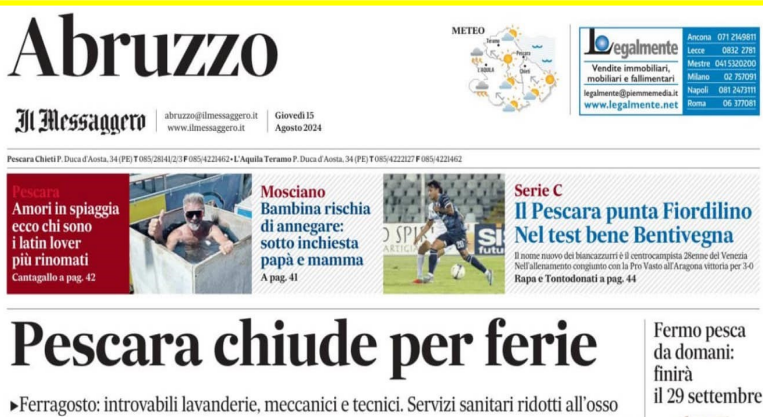 Abruzzo
METEO
Teramo
Pescara
L'AQUILA
Chieti
Legalmente
Vendite immobiliari,
mobiliari e fallimentari
legalmente@piemmemedia.it
www.legalmente.net
Ancona 071 2149811
Lecce 0832 2781
Mestre 0415320200
Milano 02 757091
Napoli 081 2473111
Roma 06 377081
Il Messaggero
abruzzo@ilmessaggero.it
www.ilmessaggero.it
Giovedì 15
Agosto 2024
Pescara Chieti P. Duca d'Aosta, 34 (PE) T 085/28141/2/3 F 085/4221462 • L'Aquila Teramo P. Duca d'Aosta, 34 (PE) T 085/4222127 F 085/4221462
Pescara
Amori in spiaggia
ecco chi sono
i latin lover
più rinomati
Cantagallo a pag. 42
Mosciano
Bambina rischia
di annegare:
sotto inchiesta
papà e mamma
A pag. 41
Serie C
Il Pescara punta Fiordilino
Nel test bene Bentivegna
Il nome nuovo dei biancazzurri è il centrocampista 28enne del Venezia
Nell'allenamento congiunto con la Pro Vasto all'Aragona vittoria per 3-0
Rapa e Tontodonati a pag. 44
Pescara chiude per ferie
▸Ferragosto: introvabili lavanderie, meccanici e tecnici. Servizi sanitari ridotti all'osso
Fermo pesca
da domani:
finirà
il 29 settembre